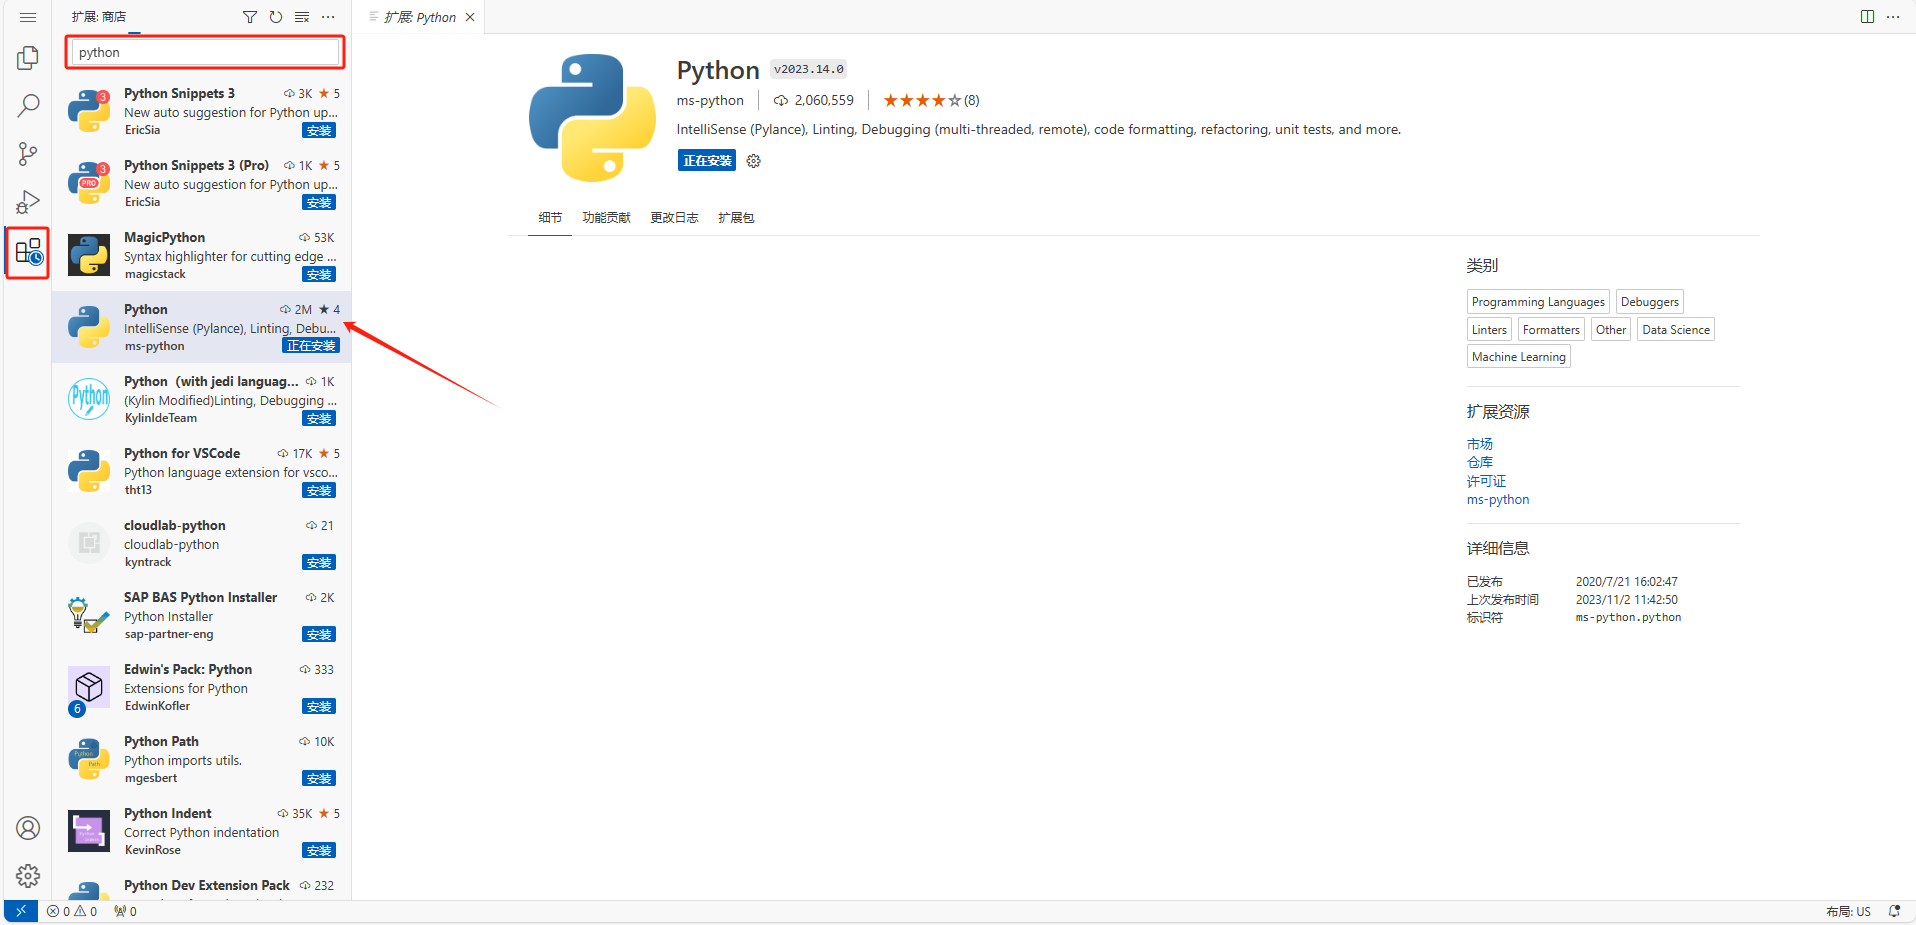 扩展: 商店
python
Python Snippets 3 3K ★ 5
New auto suggestion for Python up...
EricSia 安装
Python Snippets 3 (Pro) 1K ★ 5
New auto suggestion for Python up...
EricSia 安装
MagicPython 53K
Syntax highlighter for cutting edge ...
magicstack 安装
Python 2M ★ 4
IntelliSense (Pylance), Linting, Debu...
ms-python 正在安装
Python（with jedi languag... 1K
(Kylin Modified)Linting, Debugging ...
KylinIdeTeam 安装
Python for VSCode 17K ★ 5
Python language extension for vsco...
tht13 安装
cloudlab-python 21
cloudlab-python
kyntrack 安装
SAP BAS Python Installer 2K
Python Installer
sap-partner-eng 安装
Edwin's Pack: Python 333
Extensions for Python
EdwinKofler 安装
6
Python Path 10K
Python imports utils.
mgesbert 安装
Python Indent 35K ★ 5
Correct Python indentation
KevinRose 安装
Python Dev Extension Pack 232
扩展: Python
Python v2023.14.0
ms-python 2,060,559 ★★★★☆(8)
IntelliSense (Pylance), Linting, Debugging (multi-threaded, remote), code formatting, refactoring, unit tests, and more.
正在安装
细节 功能贡献 更改日志 扩展包
类别
Programming Languages Debuggers
Linters Formatters Other Data Science
Machine Learning
扩展资源
市场
仓库
许可证
ms-python
详细信息
已发布 2020/7/21 16:02:47
上次发布时间 2023/11/2 11:42:50
标识符 ms-python.python
0 0 0
布局: US